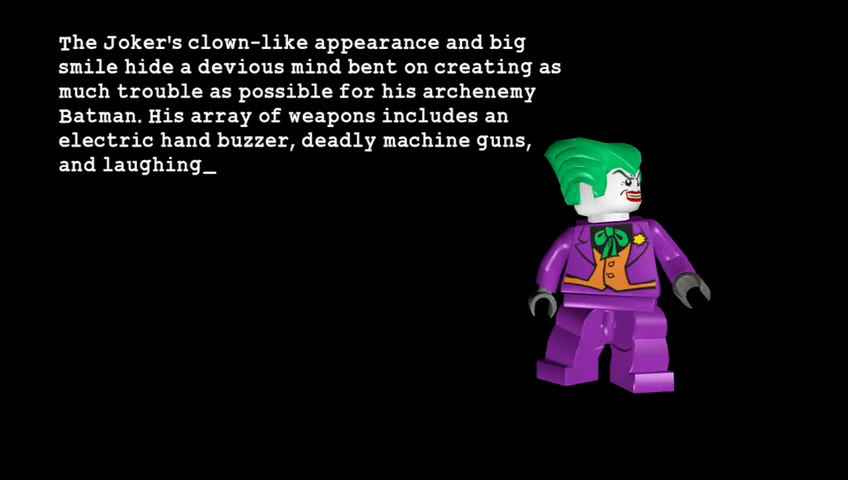 The Joker's clown-like appearance and big
smile hide a devious mind bent on creating as
much trouble as possible for his archenemy
Batman. His array of weapons includes an
electric hand buzzer, deadly machine guns,
and laughing_